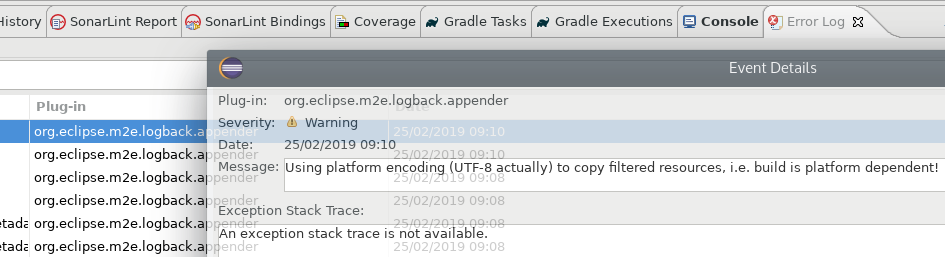 History SonarLint Report SonarLint Bindings Coverage Gradle Tasks Gradle Executions Console Error Log
Event Details
Plug-in Date
Plug-in: org.eclipse.m2e.logback.appender
Severity: Warning
org.eclipse.m2e.logback.appender 25/02/2019 09:10
Date: 25/02/2019 09:10
org.eclipse.m2e.logback.appender 25/02/2019 09:10
Message: Using platform encoding (UTF-8 actually) to copy filtered resources, i.e. build is platform dependent!
org.eclipse.m2e.logback.appender 25/02/2019 09:08
org.eclipse.m2e.logback.appender 25/02/2019 09:08
Exception Stack Trace:
etada org.eclipse.m2e.logback.appender 25/02/2019 09:08
An exception stack trace is not available.
etada org.eclipse.m2e.logback.appender 25/02/2019 09:08